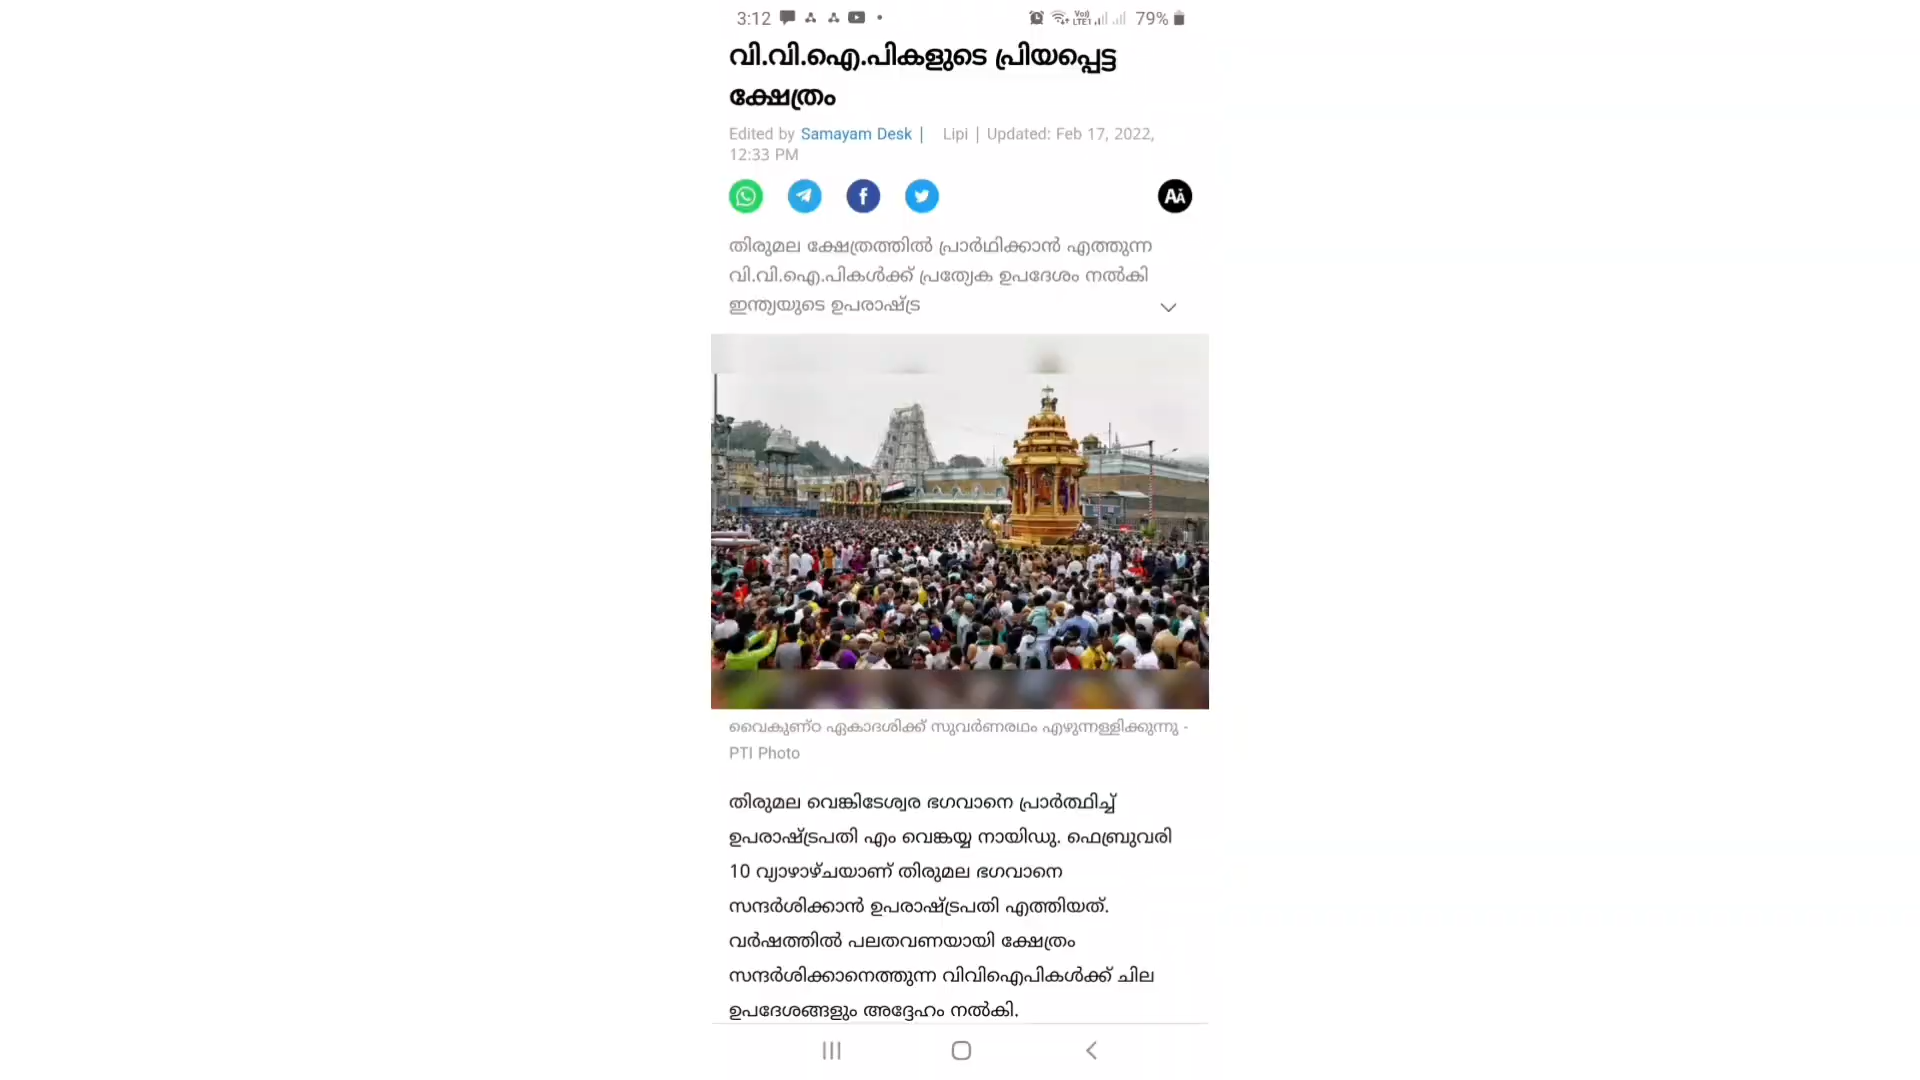 3:12
79%
വി.വി.ഐ.പികളുടെ പ്രിയപ്പെട്ട
ക്ഷേത്രം
Edited by Samayam Desk | Lipi | Updated: Feb 17, 2022,
12:33 PM
തിരുമല ക്ഷേത്രത്തിൽ പ്രാർഥിക്കാൻ എത്തുന്ന
വി.വി.ഐ.പികൾക്ക് പ്രത്യേക ഉപദേശം നൽകി
ഇന്ത്യയുടെ ഉപരാഷ്ട്ര
വൈകുണ്ഠ ഏകാദശിക്ക് സുവർണരഥം എഴുന്നള്ളിക്കുന്നു -
PTI Photo
തിരുമല വെങ്കിടേശ്വര ഭഗവാനെ പ്രാർത്ഥിച്ച്
ഉപരാഷ്ട്രപതി എം വെങ്കയ്യ നായിഡു. ഫെബ്രുവരി
10 വ്യാഴാഴ്ചയാണ് തിരുമല ഭഗവാനെ
സന്ദർശിക്കാൻ ഉപരാഷ്ട്രപതി എത്തിയത്.
വർഷത്തിൽ പലതവണയായി ക്ഷേത്രം
സന്ദർശിക്കാനെത്തുന്ന വിവിഐപികൾക്ക് ചില
ഉപദേശങ്ങളും അദ്ദേഹം നൽകി.